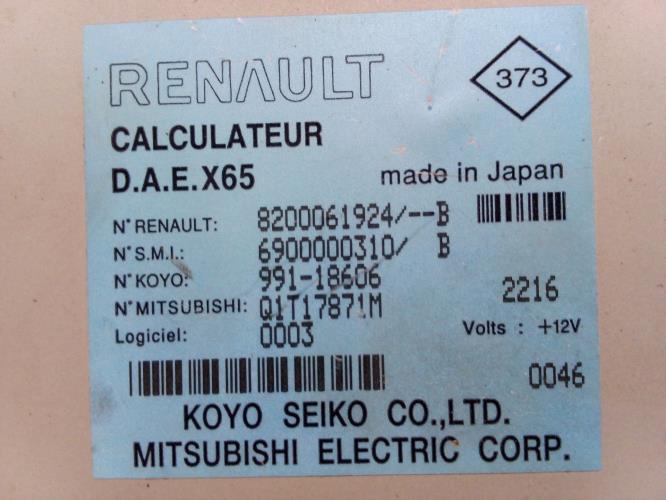 RENAULT
373
CALCULATEUR
D.A.E.X65 made in Japan
N° RENAULT: 8200061924/--B
N° S.M.I.: 6900000310/ B
N° KOYO: 991-18606
2216
N° MITSUBISHI: Q1T17871M
Logiciel: 0003 Volts : +12V
0046
KOYO SEIKO CO.,LTD.
MITSUBISHI ELECTRIC CORP.